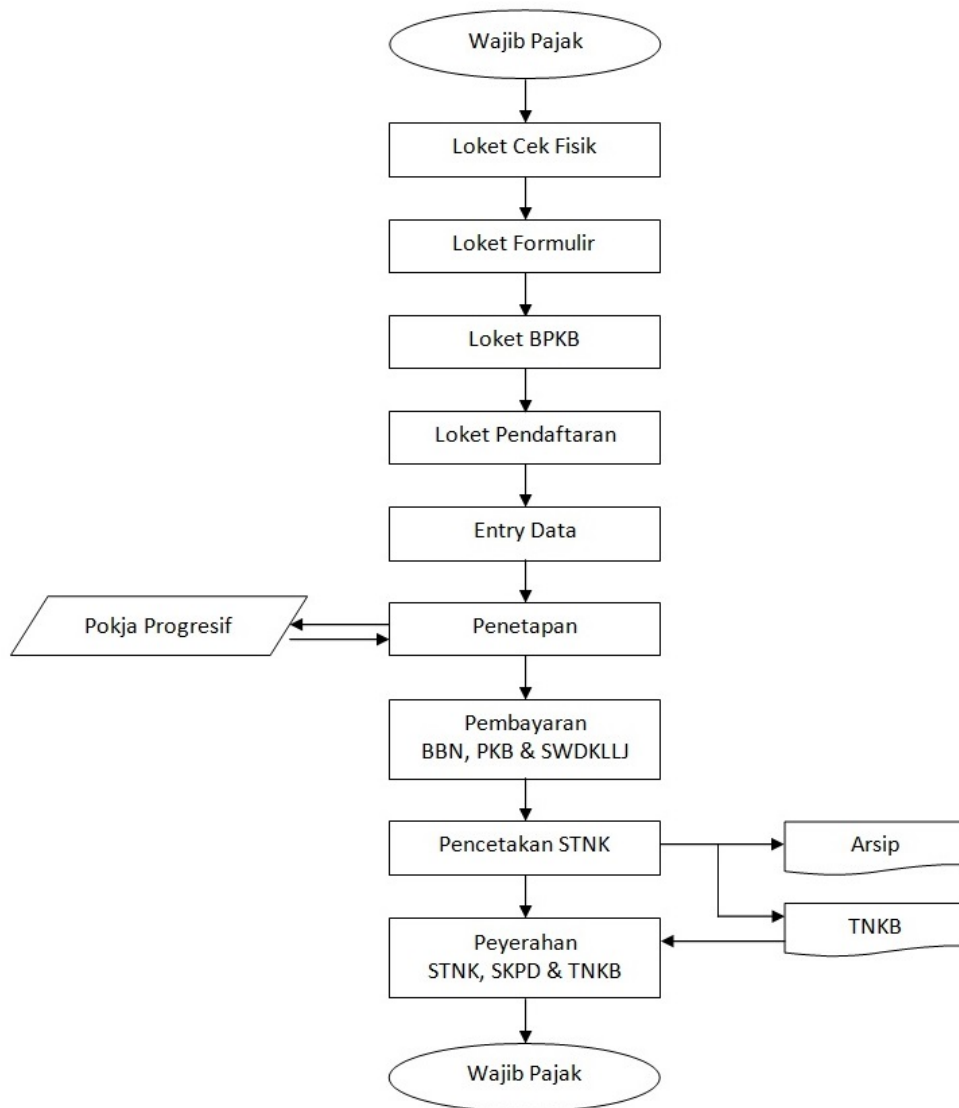 Wajib Pajak
Loket Cek Fisik
Loket Formulir
Loket BPKB
Loket Pendaftaran
Entry Data
Pokja Progresif
Penetapan
Pembayaran
BBN, PKB & SWDKLLJ
Pencetakan STNK
Arsip
TNKB
Peyerahan
STNK, SKPD & TNKB
Wajib Pajak